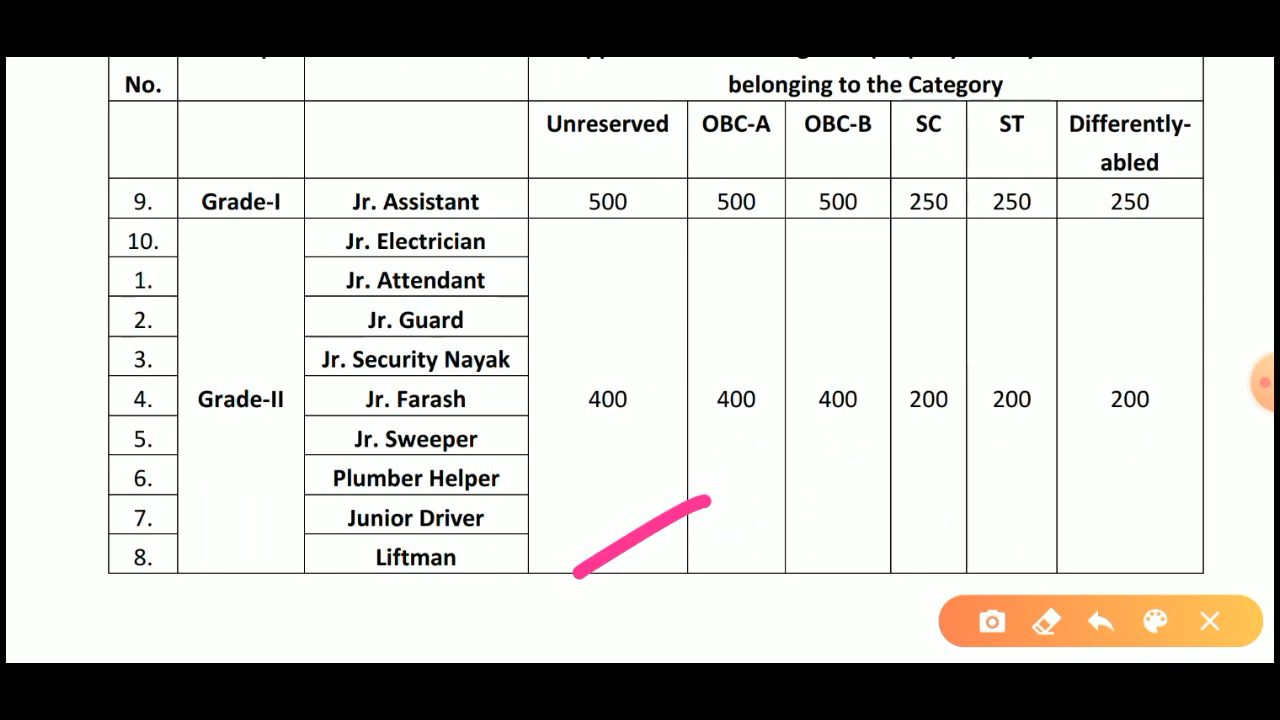 No.
belonging to the Category
Unreserved OBC-A OBC-B SC ST Differently-
abled
9. Grade-I Jr. Assistant 500 500 500 250 250 250
10. Jr. Electrician
1. Jr. Attendant
2. Jr. Guard
3. Jr. Security Nayak
4. Grade-II Jr. Farash 400 400 400 200 200 200
5. Jr. Sweeper
6. Plumber Helper
7. Junior Driver
8. Liftman